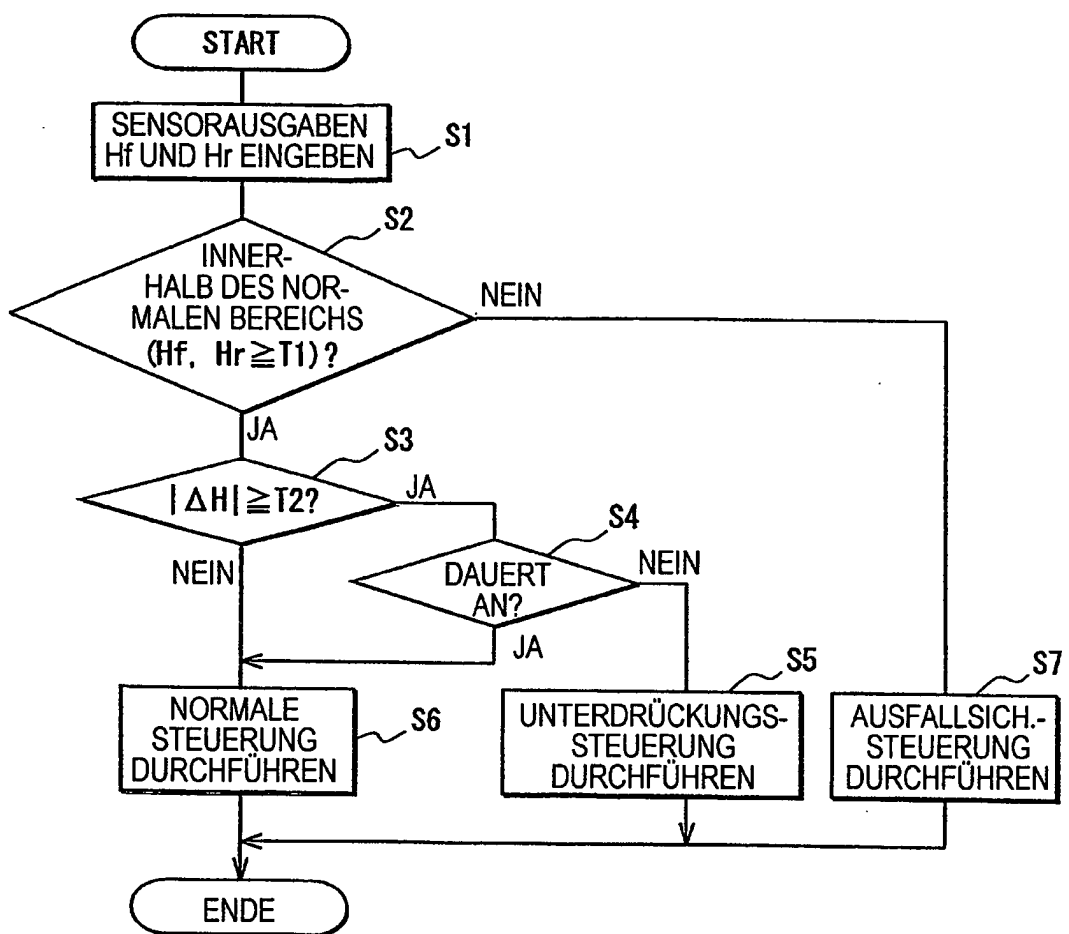 START
SENSORAUSGABEN
Hf UND Hr EINGEBEN
S1
S2
INNER-
HALB DES NOR-
MALEN BEREICHS
(Hf, Hr≧T1)?
NEIN
JA
S3
|ΔH|≧T2?
JA
S4
NEIN
DAUERT
AN?
NEIN
JA
S5
S7
NORMALE
STEUERUNG
DURCHFÜHREN
S6
UNTERDRÜCKUNGS-
STEUERUNG
DURCHFÜHREN
AUSFALLSICH.-
STEUERUNG
DURCHFÜHREN
ENDE